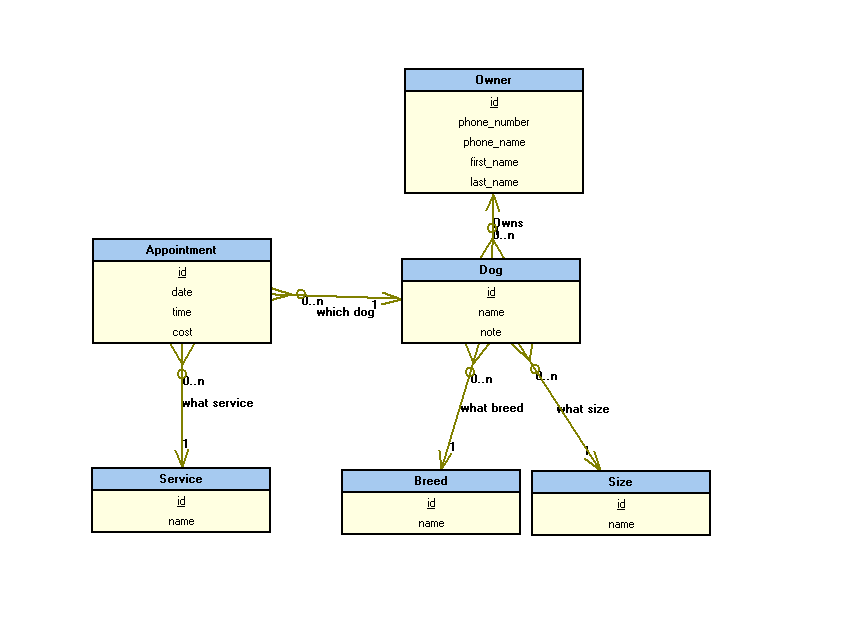 Owner
id
phone_number
phone_name
first_name
last_name
Owns
1
0..n
Appointment
id
date
time
cost
Dog
id
name
note
0..n
1
which dog
0..n
what service
1
0..n
what breed
1
0..n
what size
1
Service
id
name
Breed
id
name
Size
id
name